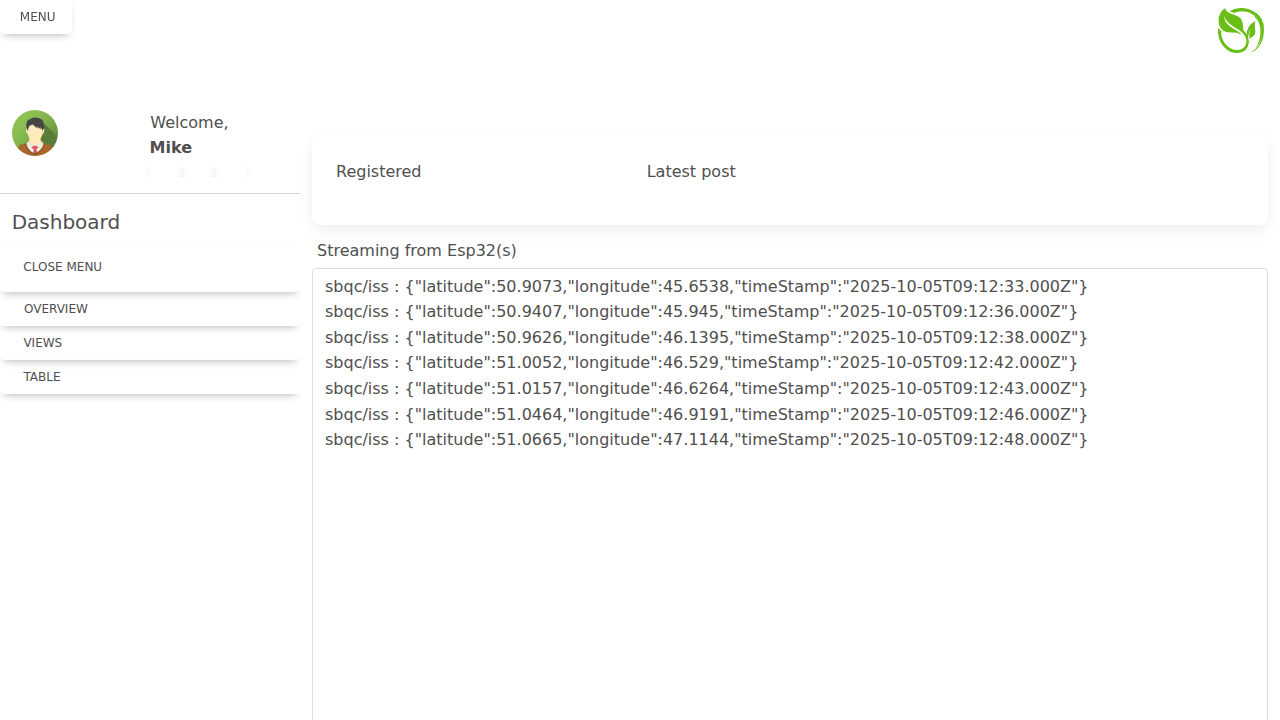 MENU
Welcome,
Mike
Dashboard
CLOSE MENU
OVERVIEW
VIEWS
TABLE
Registered
Latest post
Streaming from Esp32(s)
sbqc/iss : {"latitude":50.9073,"longitude":45.6538,"timeStamp":"2025-10-05T09:12:33.000Z"}
sbqc/iss : {"latitude":50.9407,"longitude":45.945,"timeStamp":"2025-10-05T09:12:36.000Z"}
sbqc/iss : {"latitude":50.9626,"longitude":46.1395,"timeStamp":"2025-10-05T09:12:38.000Z"}
sbqc/iss : {"latitude":51.0052,"longitude":46.529,"timeStamp":"2025-10-05T09:12:42.000Z"}
sbqc/iss : {"latitude":51.0157,"longitude":46.6264,"timeStamp":"2025-10-05T09:12:43.000Z"}
sbqc/iss : {"latitude":51.0464,"longitude":46.9191,"timeStamp":"2025-10-05T09:12:46.000Z"}
sbqc/iss : {"latitude":51.0665,"longitude":47.1144,"timeStamp":"2025-10-05T09:12:48.000Z"}